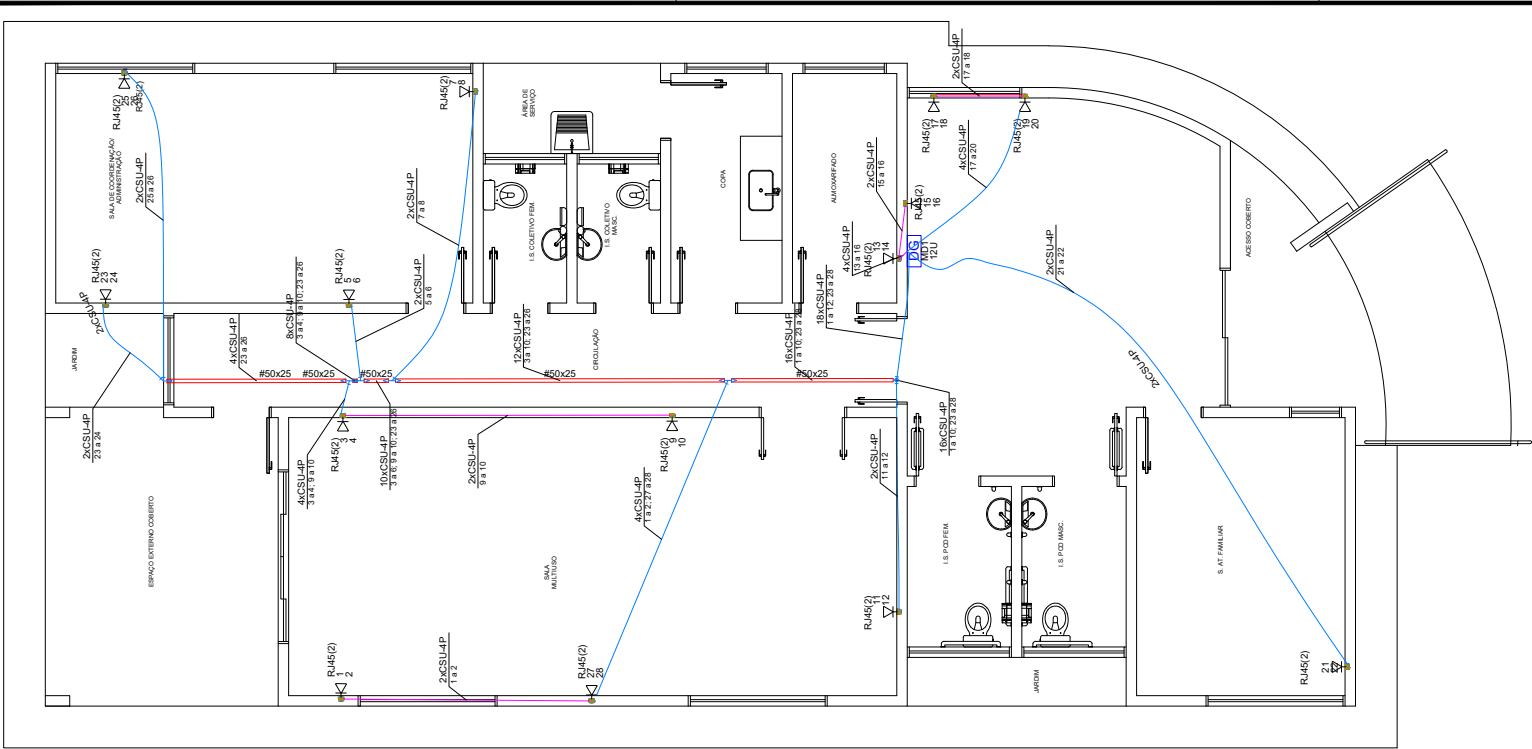 2xCSU-4P
17 a 18
RJ45(2)
25
26
RJ45(2)
RJ45(2)
7
8
ÁREA DE
SERVIÇO
RJ45(2)
17
18
RJ45(2)
19
20
SALA DE COORDENAÇÃO/
ADMINISTRAÇÃO
2xCSU-4P
25 a 26
2xCSU-4P
7 a 8
I.S. COLETIVO FEM.
I.S. COLETIVO
MASC.
COPA
ALMOXARIFADO
2xCSU-4P
15 a 16
4xCSU-4P
17 a 20
RJ45(2)
15
16
ACESSO COBERTO
RJ45(2)
23
24
2xCSU-4P
RJ45(2)
5
6
2xCSU-4P
5 a 6
4xCSU-4P
13 a 16
RJ45(2)
13
14
DG
MD1
12U
2xCSU-4P
21 a 22
8xCSU-4P
3 a 4; 9 a 10; 23 a 26
18xCSU-4P
1 a 12; 23 a 28
JARDIM
4xCSU-4P
23 a 26
12xCSU-4P
3 a 10; 23 a 26
CIRCULAÇÃO
16xCSU-4P
1 a 10; 23 a 28
2xCSU-4P
#50x25
#50x25
#50x25
#50x25
#50x25
2xCSU-4P
23 a 24
RJ45(2)
3
4
4xCSU-4P
3 a 4; 9 a 10
10xCSU-4P
3 a 6; 9 a 10; 23 a 26
2xCSU-4P
9 a 10
RJ45(2)
9
10
4xCSU-4P
1 a 2; 27 a 28
2xCSU-4P
11 a 12
16xCSU-4P
1 a 10; 23 a 28
ESPAÇO EXTERNO COBERTO
SALA
MULTIUSO
I.S. PCD FEM.
I.S. PCD MASC.
S. AT. FAMILIAR
RJ45(2)
11
12
RJ45(2)
1
2
2xCSU-4P
1 a 2
RJ45(2)
27
28
JARDIM
RJ45(2)
21
22